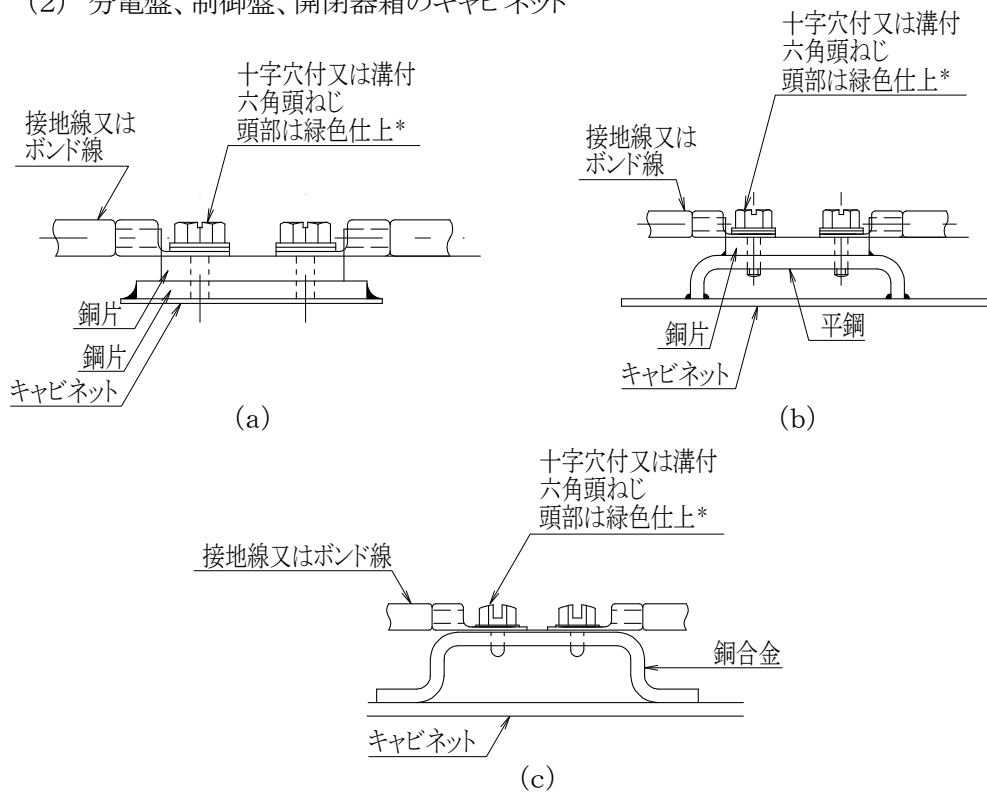 (2) 分電盤、制御盤、開閉器箱のキャビネット
十字穴付又は溝付
六角頭ねじ
頭部は緑色仕上*
接地線又は
ボンド線
銅片
鋼片
キャビネット
(a)
十字穴付又は溝付
六角頭ねじ
頭部は緑色仕上*
接地線又は
ボンド線
銅片
平鋼
キャビネット
(b)
十字穴付又は溝付
六角頭ねじ
頭部は緑色仕上*
接地線又はボンド線
銅合金
キャビネット
(c)